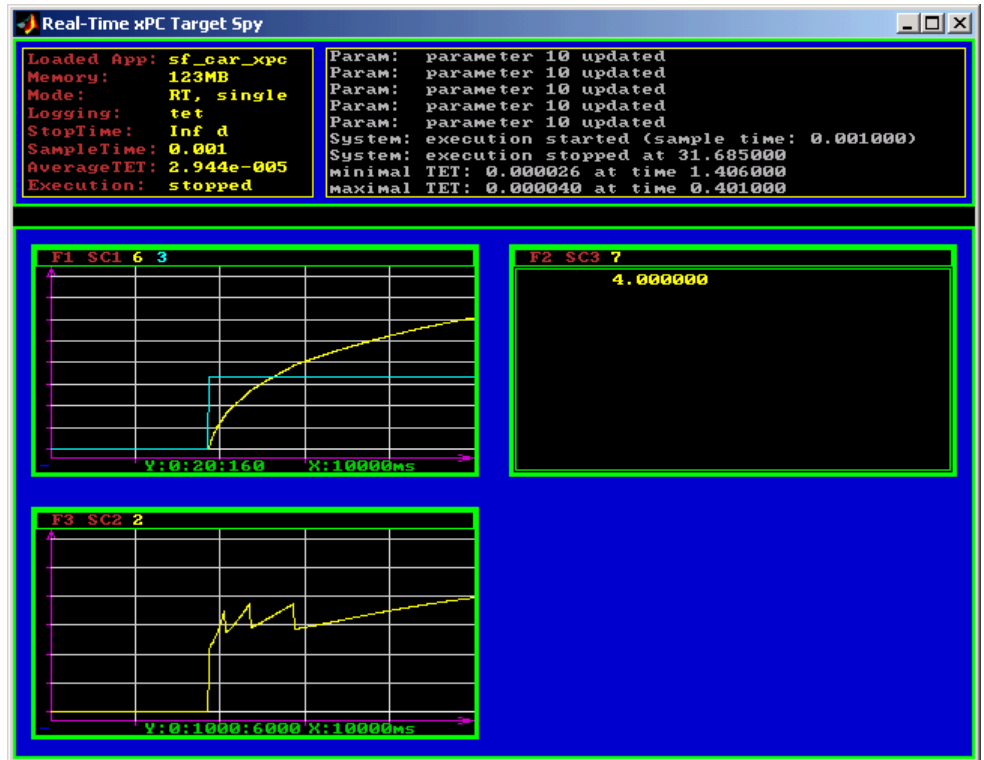 Real-Time xPC Target Spy
Loaded App: sf_car_xpc
Memory: 123MB
Mode: RT, single
Logging: tet
StopTime: Inf d
SampleTime: 0.001
AverageTET: 2.944e-005
Execution: stopped
Param: parameter 10 updated
Param: parameter 10 updated
Param: parameter 10 updated
Param: parameter 10 updated
Param: parameter 10 updated
System: execution started (sample time: 0.001000)
System: execution stopped at 31.685000
minimal TET: 0.000026 at time 1.406000
maximal TET: 0.000040 at time 0.401000
F1 SC1 6 3
Y:0:20:160 X:10000ms
F2 SC3 7
4.000000
F3 SC2 2
Y:0:1000:6000 X:10000ms